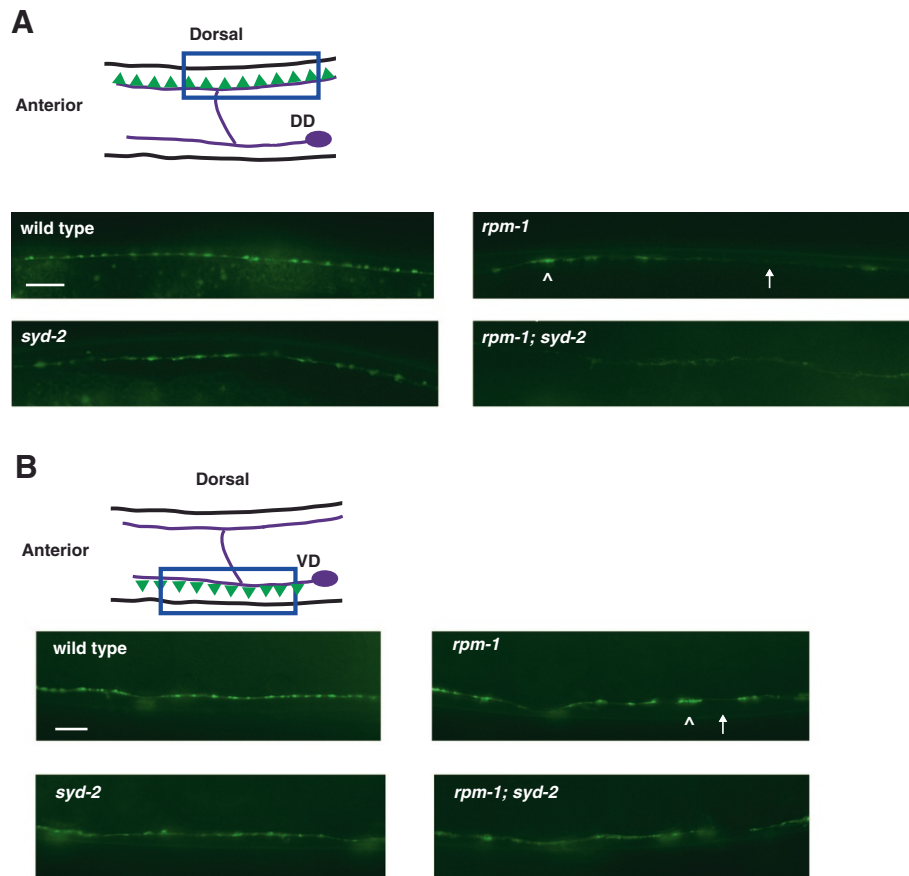 A
Dorsal
Anterior
DD
wild type
rpm-1
^
syd-2
rpm-1; syd-2
B
Dorsal
Anterior
VD
wild type
rpm-1
^
syd-2
rpm-1; syd-2